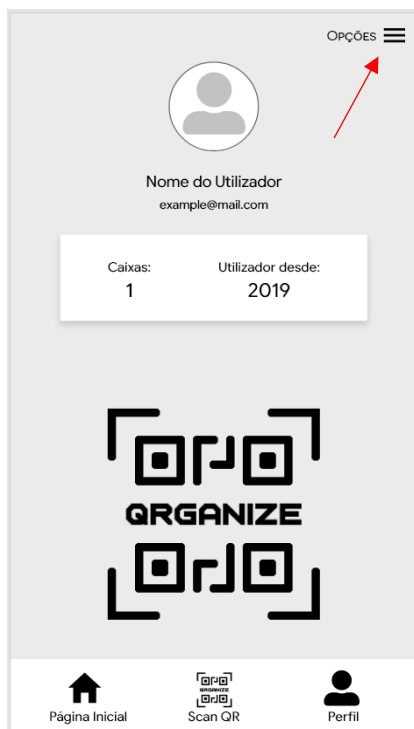 OPÇÕES
Nome do Utilizador
example@mail.com
Caixas: Utilizador desde:
1 2019
QRGANIZE
QRGANIZE
Página Inicial Scan QR Perfil